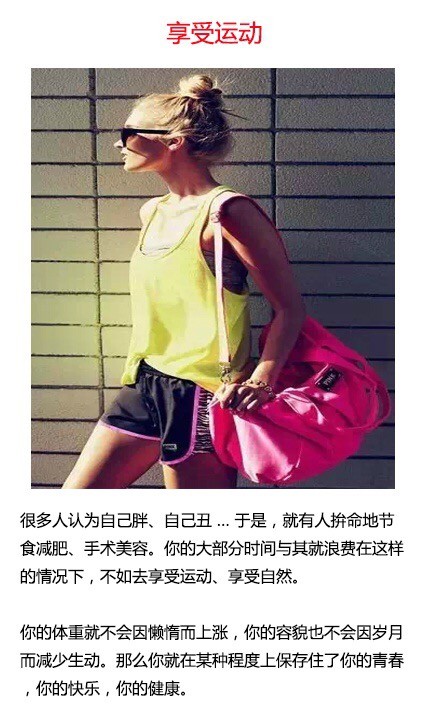 享受运动
PINK
很多人认为自己胖、自己丑 ... 于是，就有人拚命地节
食减肥、手术美容。你的大部分时间与其就浪费在这样
的情况下，不如去享受运动、享受自然。
你的体重就不会因懒惰而上涨，你的容貌也不会因岁月
而减少生动。那么你就在某种程度上保存住了你的青春
，你的快乐，你的健康。